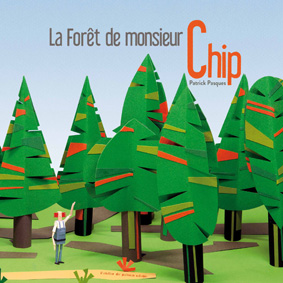 La Forêt de monsieur
Chip
Patrick Pasques